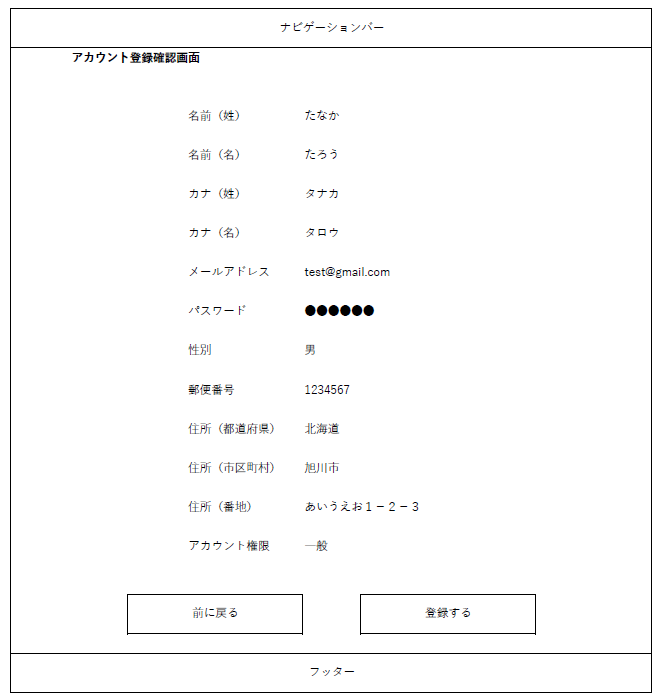 ナビゲーションバー
アカウント登録確認画面
名前（姓） たなか
名前（名） たろう
カナ（姓） タナカ
カナ（名） タロウ
メールアドレス test@gmail.com
パスワード ●●●●●●
性別 男
郵便番号 1234567
住所（都道府県） 北海道
住所（市区町村） 旭川市
住所（番地） あいうえお１－２－３
アカウント権限 一般
前に戻る 登録する
フッター